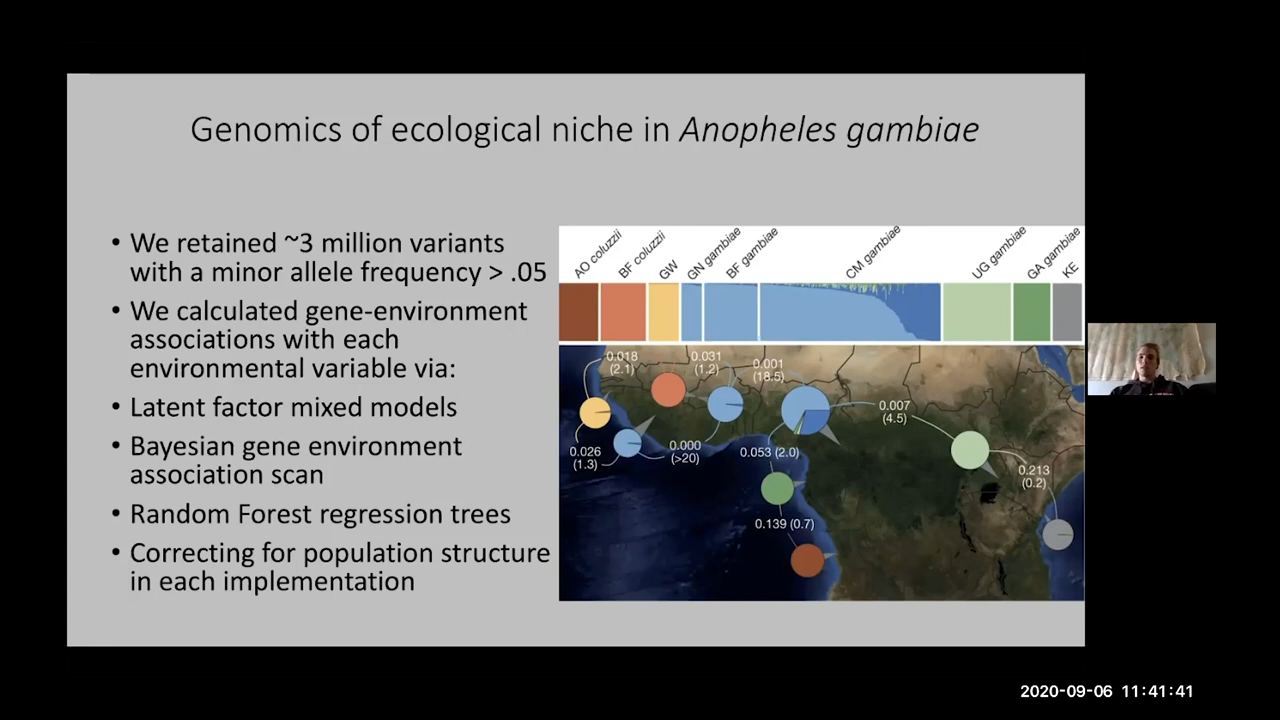 Genomics of ecological niche in Anopheles gambiae
• We retained ~3 million variants
with a minor allele frequency > .05
• We calculated gene-environment
associations with each
environmental variable via:
• Latent factor mixed models
• Bayesian gene environment
association scan
• Random Forest regression trees
• Correcting for population structure
in each implementation
AO coluzzii
BF coluzzii
GW
GN gambiae
BF gambiae
CM gambiae
UG gambiae
GA gambiae
KE
0.018
(2.1)
0.031
(1.2)
0.001
(18.5)
0.007
(4.5)
0.026
(1.3)
0.000
(>20)
0.053 (2.0)
0.213
(0.2)
0.139 (0.7)
2020-09-06 11:41:41